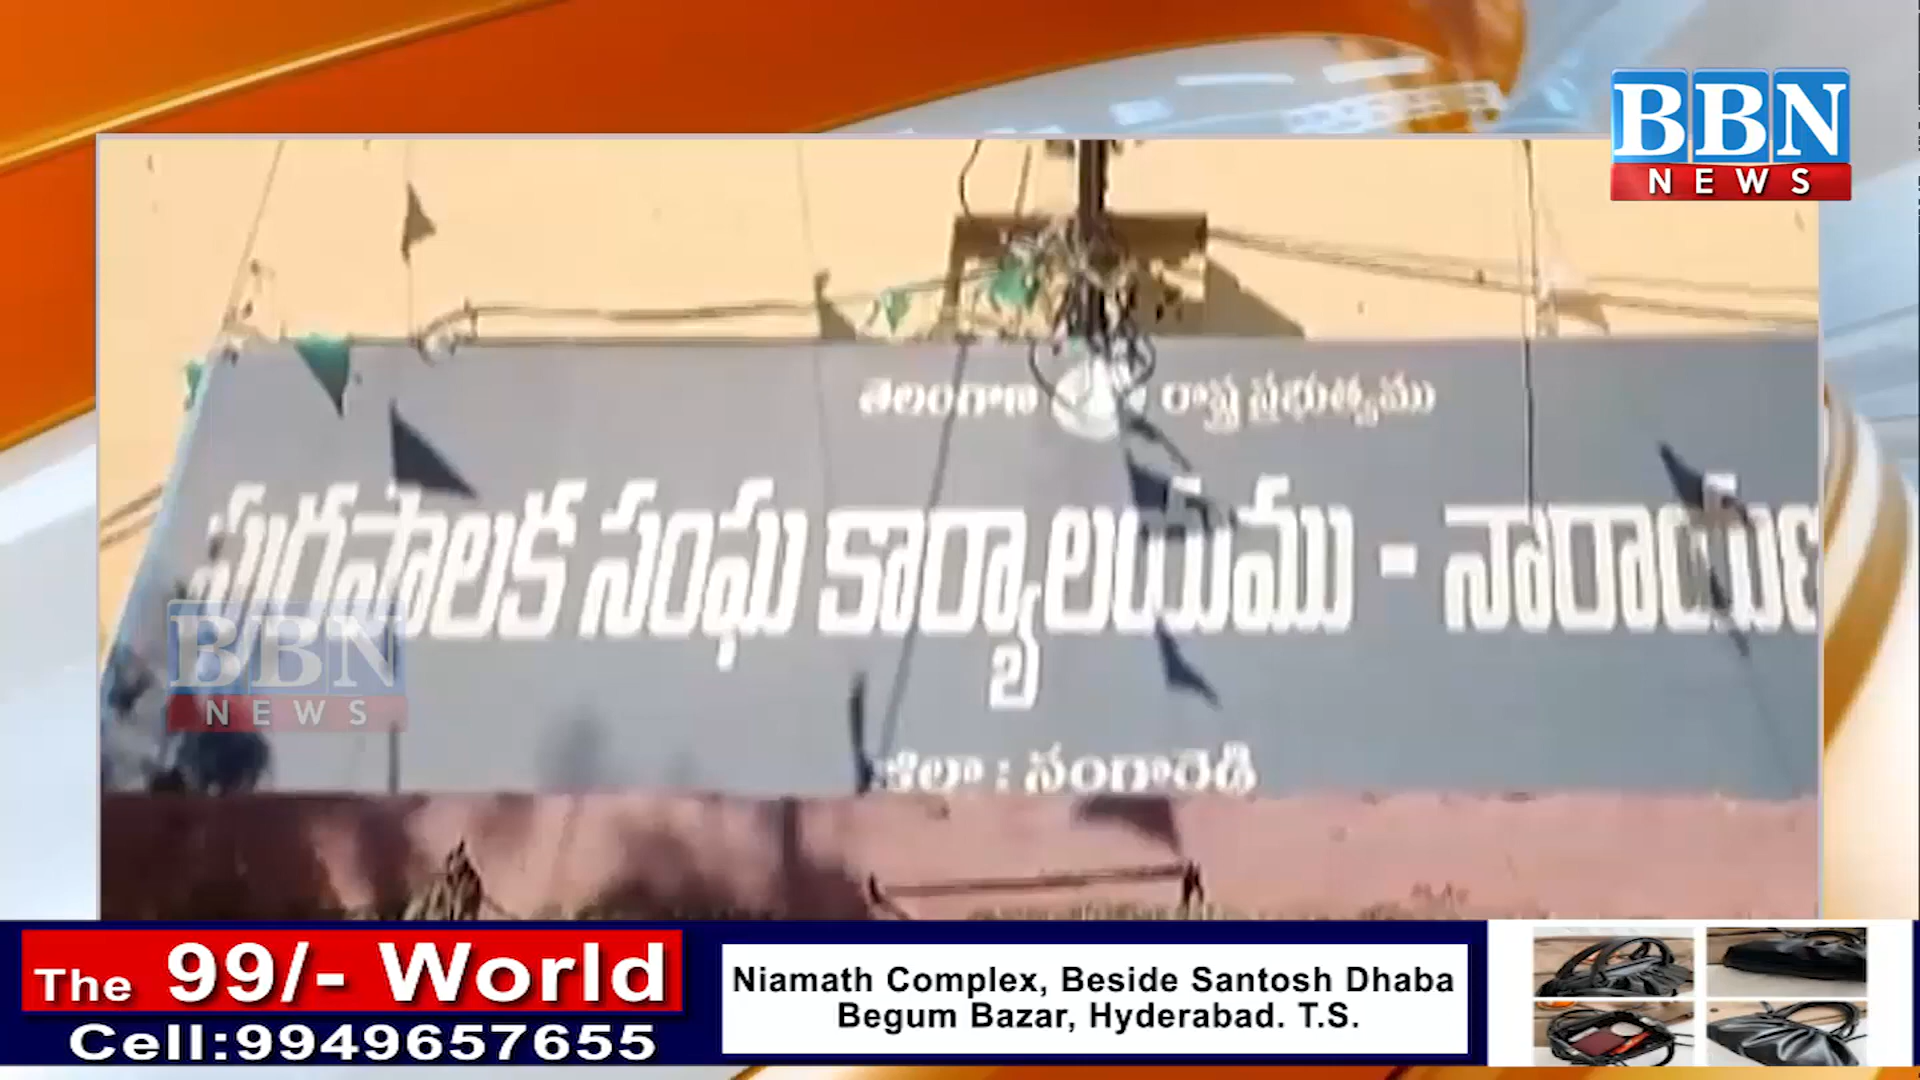 BBN
NEWS
తెలంగాణ రాష్ట్ర ప్రభుత్వము
పురపాలక సంఘ కార్యాలయము - నారాయణ
BBN
NEWS
జిల్లా : సంగారెడ్డి
The 99/- World
Cell:9949657655
Niamath Complex, Beside Santosh Dhaba
Begum Bazar, Hyderabad. T.S.